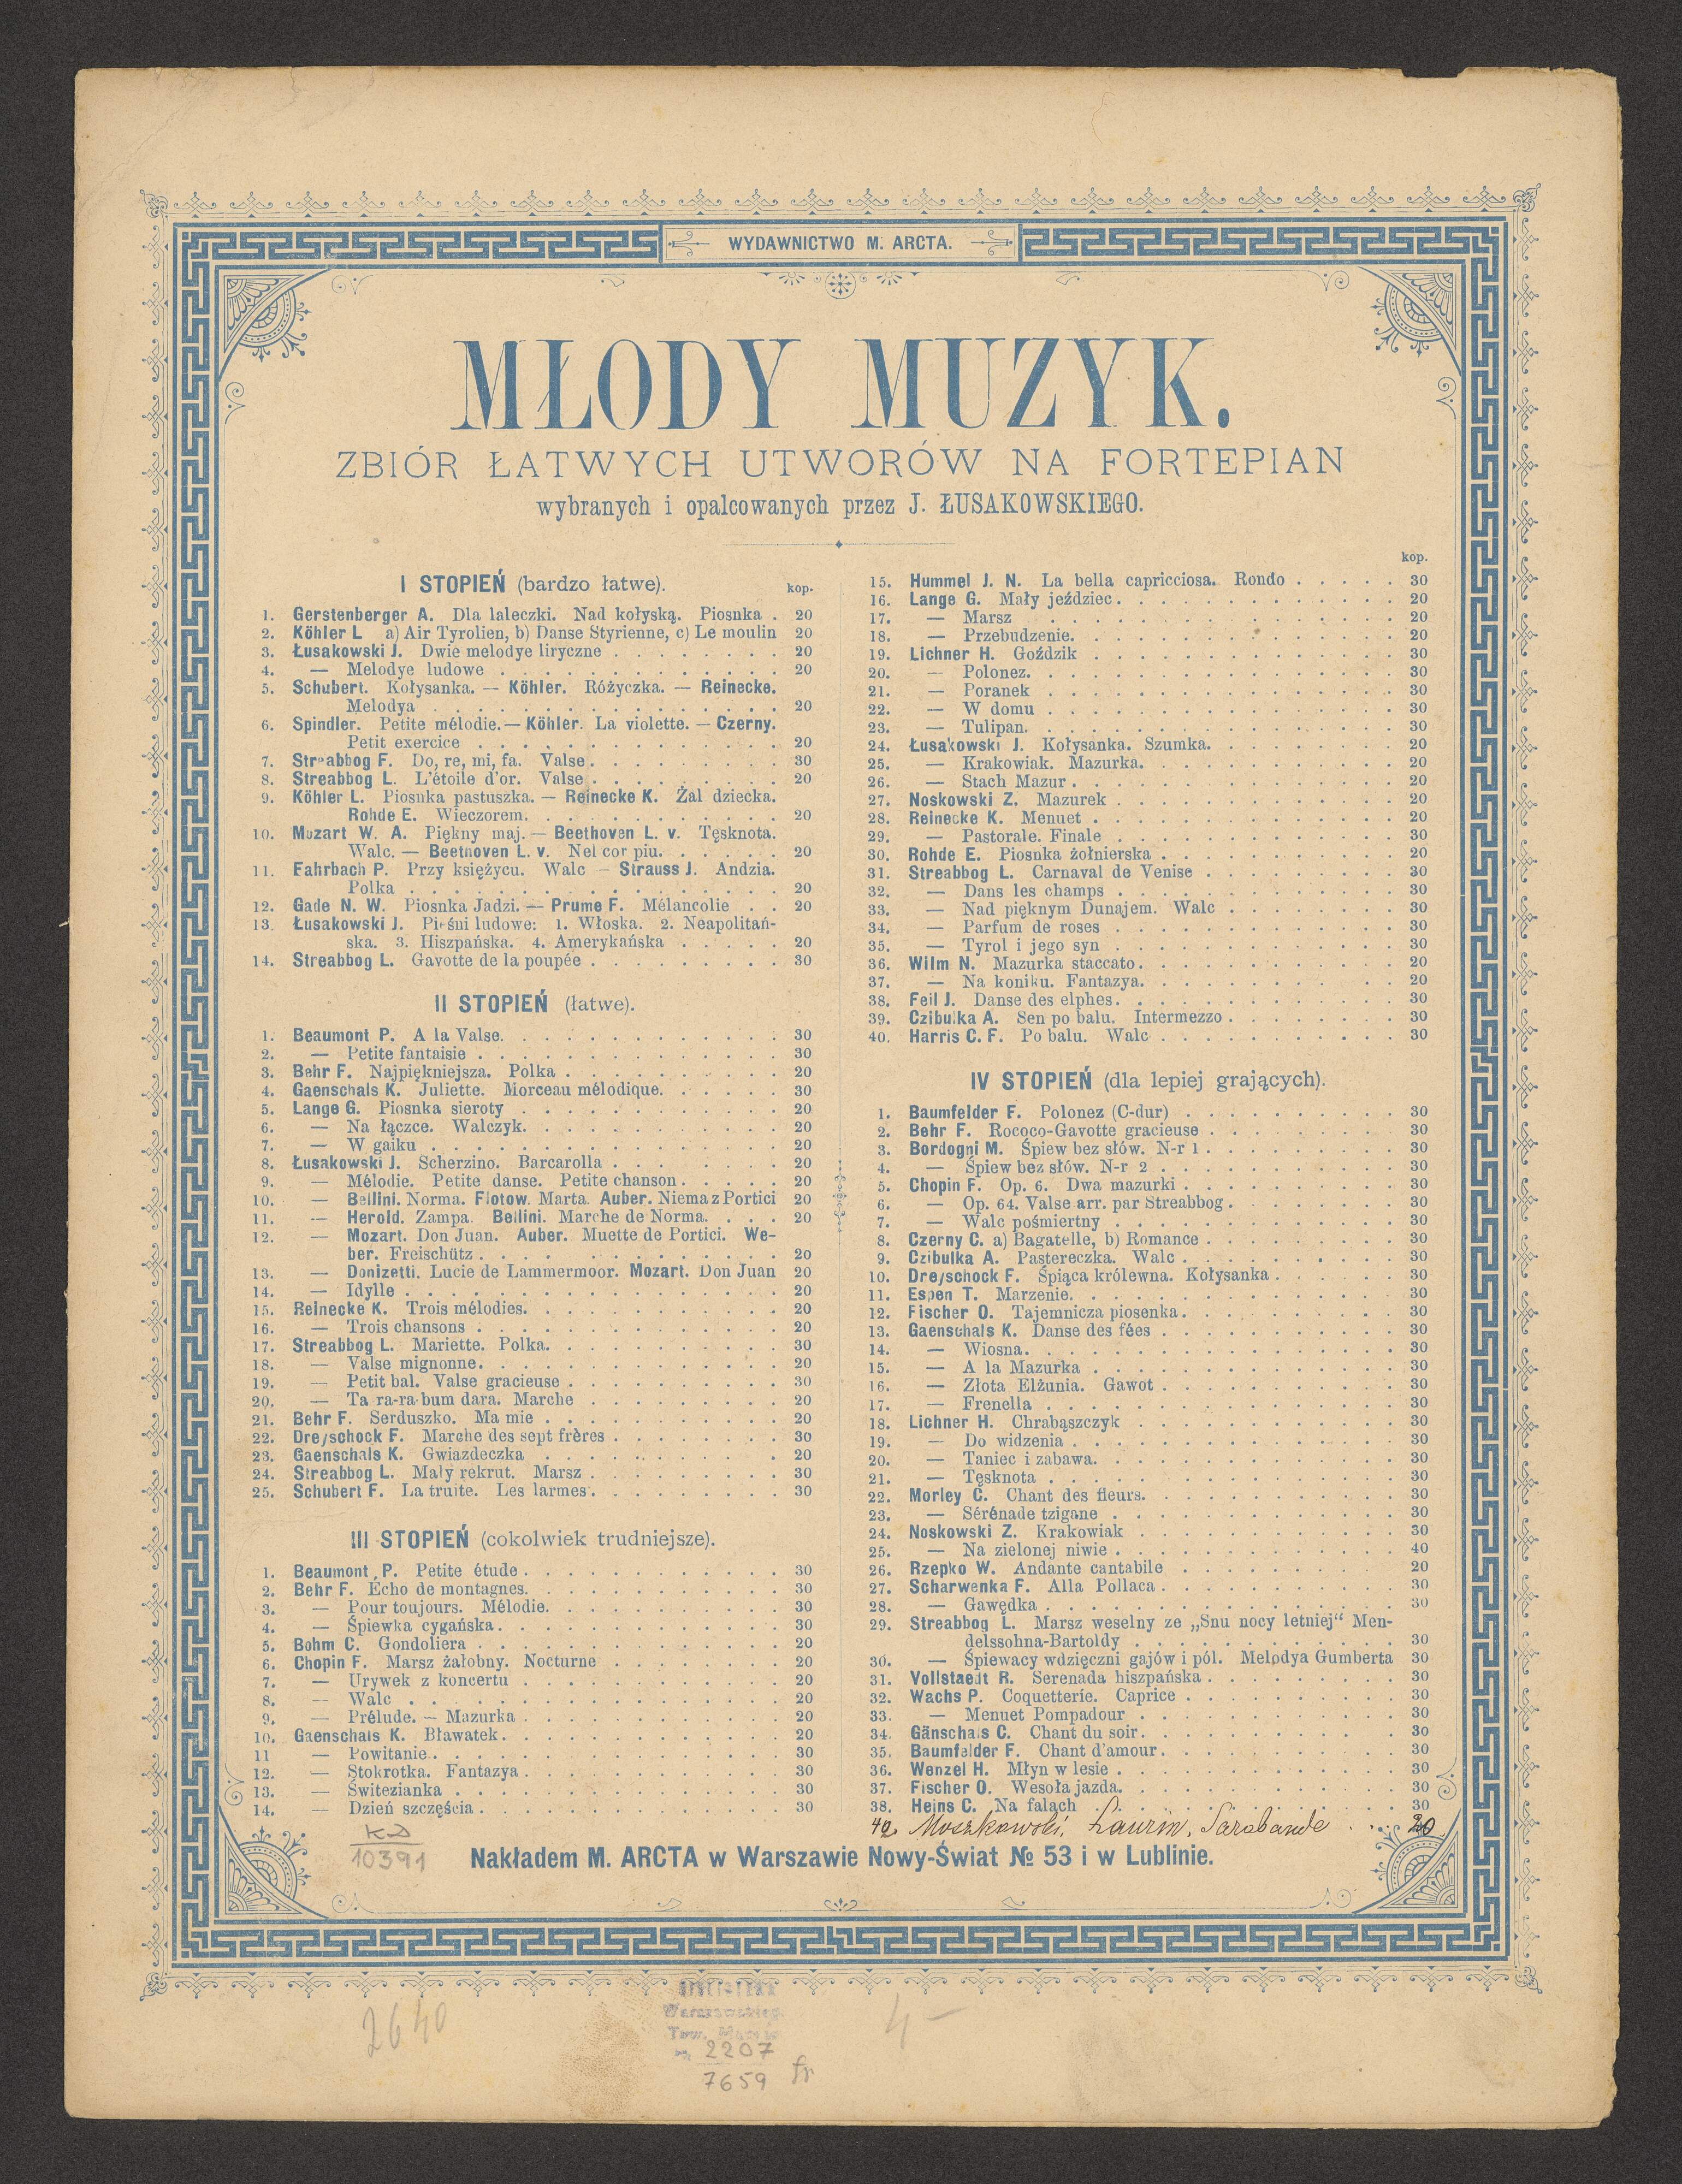 WYDAWNICTWO M. ARCTA.
MŁODY MUZYK.
ZBIÓR ŁATWYCH UTWORÓW NA FORTEPIAN
wybranych i opalcowanych przez J. ŁUSAKOWSKIEGO.
I STOPIEŃ (bardzo łatwe). kop.
1. Gerstenberger A. Dla laleczki. Nad kołyską. Piosnka . 20
2. Köhler L a) Air Tyrolien, b) Danse Styrienne, c) Le moulin 20
3. Łusakowski J. Dwie melodye liryczne . . . . . . . . 20
4. — Melodye ludowe . . . . . . . . . . . . . 20
5. Schubert. Kołysanka. — Köhler. Różyczka. — Reinecke.
Melodya . . . . . . . . . . . . . . . . 20
6. Spindler. Petite mélodie. — Köhler. La violette. — Czerny.
Petit exercice . . . . . . . . . . . . . . 20
7. Streabbog F. Do, re, mi, fa. Valse . . . . . . . . . 30
8. Streabbog L. L'étoile d'or. Valse . . . . . . . . . 20
9. Köhler L. Piosnka pastuszka. — Reinecke K. Żal dziecka.
Rohde E. Wieczorem. . . . . . . . . . . . 20
10. Mozart W. A. Piękny maj. — Beethoven L. v. Tęsknota.
Walc. — Beethoven L. v. Nel cor piu. . . . . . 20
11. Fahrbach P. Przy księżycu. Walc — Strauss J. Andzia.
Polka . . . . . . . . . . . . . . . . . 20
12. Gade N. W. Piosnka Jadzi. — Prume F. Mélancolie . . 20
13. Łusakowski J. Pieśni ludowe: 1. Włoska. 2. Neapolitań-
ska. 3. Hiszpańska. 4. Amerykańska . . . . . 20
14. Streabbog L. Gavotte de la poupée . . . . . . . . . 30
II STOPIEŃ (łatwe).
1. Beaumont P. A la Valse. . . . . . . . . . . . . 30
2. — Petite fantaisie . . . . . . . . . . . . . 30
3. Behr F. Najpiękniejsza. Polka . . . . . . . . . . 20
4. Gaenschals K. Juliette. Morceau mélodique. . . . . . 30
5. Lange G. Piosnka sieroty . . . . . . . . . . . . 20
6. — Na łączce. Walczyk. . . . . . . . . . . . 20
7. — W gaiku . . . . . . . . . . . . . . . 20
8. Łusakowski J. Scherzino. Barcarolla . . . . . . . . 20
9. — Mélodie. Petite danse. Petite chanson . . . . . 20
10. — Bellini. Norma. Flotow. Marta. Auber. Niema z Portici 20
11. — Herold. Zampa. Bellini. Marche de Norma. . . . 20
12. — Mozart. Don Juan. Auber. Muette de Portici. We-
ber. Freischütz . . . . . . . . . . . . . 20
13. — Donizetti. Lucie de Lammermoor. Mozart. Don Juan 20
14. — Idylle . . . . . . . . . . . . . . . . 20
15. Reinecke K. Trois mélodies. . . . . . . . . . . . 20
16. — Trois chansons . . . . . . . . . . . . . 20
17. Streabbog L. Mariette. Polka. . . . . . . . . . . 30
18. — Valse mignonne. . . . . . . . . . . . . 20
19. — Petit bal. Valse gracieuse . . . . . . . . . 30
20. — Ta ra-ra-bum dara. Marche . . . . . . . . 20
21. Behr F. Serduszko. Ma mie . . . . . . . . . . . 20
22. Dreyschock F. Marche des sept frères . . . . . . . . 30
23. Gaenschals K. Gwiazdeczka . . . . . . . . . . . 20
24. Streabbog L. Mały rekrut. Marsz . . . . . . . . . 30
25. Schubert F. La truite. Les larmes . . . . . . . . . 30
III STOPIEŃ (cokolwiek trudniejsze).
1. Beaumont P. Petite étude . . . . . . . . . . . . 30
2. Behr F. Écho de montagnes. . . . . . . . . . . . 30
3. — Pour toujours. Mélodie. . . . . . . . . . . 30
4. — Śpiewka cygańska. . . . . . . . . . . . . 30
5. Bohm C. Gondoliera . . . . . . . . . . . . . . 20
6. Chopin F. Marsz żałobny. Nocturne . . . . . . . . 20
7. — Urywek z koncertu . . . . . . . . . . . 20
8. — Walc . . . . . . . . . . . . . . . . 20
9. — Prélude. — Mazurka . . . . . . . . . . . 20
10. Gaenschals K. Bławatek. . . . . . . . . . . . . 20
11 — Powitanie . . . . . . . . . . . . . . . 30
12. — Stokrotka. Fantazya . . . . . . . . . . . 30
13. — Świtezianka . . . . . . . . . . . . . . 30
14. — Dzień szczęścia . . . . . . . . . . . . . 30
kop.
15. Hummel J. N. La bella capricciosa. Rondo . . . . . 30
16. Lange G. Mały jeździec. . . . . . . . . . . . . 20
17. — Marsz . . . . . . . . . . . . . . . 20
18. — Przebudzenie. . . . . . . . . . . . . . 20
19. Lichner H. Goździk . . . . . . . . . . . . . . 30
20. — Polonez. . . . . . . . . . . . . . . . 30
21. — Poranek . . . . . . . . . . . . . . . 30
22. — W domu . . . . . . . . . . . . . . . 30
23. — Tulipan. . . . . . . . . . . . . . . . 30
24. Łusakowski J. Kołysanka. Szumka. . . . . . . . . 20
25. — Krakowiak. Mazurka. . . . . . . . . . . 20
26. — Stach Mazur . . . . . . . . . . . . . . 20
27. Noskowski Z. Mazurek . . . . . . . . . . . . . 20
28. Reinecke K. Menuet . . . . . . . . . . . . . . 20
29. — Pastorale. Finale . . . . . . . . . . . . 30
30. Rohde E. Piosnka żołnierska . . . . . . . . . . . 20
31. Streabbog L. Carnaval de Venise . . . . . . . . . 30
32. — Dans les champs . . . . . . . . . . . . 30
33. — Nad pięknym Dunajem. Walc . . . . . . . 30
34. — Parfum de roses . . . . . . . . . . . . 30
35. — Tyrol i jego syn . . . . . . . . . . . . 30
36. Wilm N. Mazurka staccato. . . . . . . . . . . . 20
37. — Na koniku. Fantazya. . . . . . . . . . . 20
38. Feil J. Danse des elphes. . . . . . . . . . . . . 30
39. Czibulka A. Sen po balu. Intermezzo . . . . . . . . 30
40. Harris C. F. Po balu. Walc . . . . . . . . . . . 30
IV STOPIEŃ (dla lepiej grających).
1. Baumfelder F. Polonez (C-dur) . . . . . . . . . . 30
2. Behr F. Rococo-Gavotte gracieuse . . . . . . . . . 30
3. Bordogni M. Śpiew bez słów. N-r 1 . . . . . . . . . 30
4. — Śpiew bez słów. N-r 2 . . . . . . . . . . 30
5. Chopin F. Op. 6. Dwa mazurki . . . . . . . . . . 30
6. — Op. 64. Valse arr. par Streabbog . . . . . . . 30
7. — Walc pośmiertny . . . . . . . . . . . . 30
8. Czerny C. a) Bagatelle, b) Romance . . . . . . . . . 30
9. Czibulka A. Pastereczka. Walc . . . . . . . . . . 30
10. Dreyschock F. Śpiąca królewna. Kołysanka . . . . . . 30
11. Espen T. Marzenie. . . . . . . . . . . . . . . 30
12. Fischer O. Tajemnicza piosenka. . . . . . . . . . 30
13. Gaenschals K. Danse des fées . . . . . . . . . . . 30
14. — Wiosna. . . . . . . . . . . . . . . . 30
15. — A la Mazurka . . . . . . . . . . . . . 30
16. — Złota Elżunia. Gawot . . . . . . . . . . 30
17. — Frenella . . . . . . . . . . . . . . . 30
18. Lichner H. Chrabąszczyk . . . . . . . . . . . . 30
19. — Do widzenia . . . . . . . . . . . . . . 30
20. — Taniec i zabawa. . . . . . . . . . . . . 30
21. — Tęsknota . . . . . . . . . . . . . . . 30
22. Morley C. Chant des fleurs. . . . . . . . . . . . 30
23. — Sérénade tzigane . . . . . . . . . . . . 30
24. Noskowski Z. Krakowiak . . . . . . . . . . . . 30
25. — Na zielonej niwie . . . . . . . . . . . . 40
26. Rzepko W. Andante cantabile . . . . . . . . . . 20
27. Scharwenka F. Alla Pollaca . . . . . . . . . . . 30
28. — Gawędka . . . . . . . . . . . . . . . 30
29. Streabbog L. Marsz weselny ze „Snu nocy letniej“ Men-
delssohna-Bartoldy . . . . . . . . . . . . 30
30. — Śpiewacy wdzięczni gajów i pól. Melodya Gumberta 30
31. Vollstaedt R. Serenada hiszpańska . . . . . . . . . 30
32. Wachs P. Coquetterie. Caprice . . . . . . . . . . 30
33. — Menuet Pompadour . . . . . . . . . . . 30
34. Gänschals C. Chant du soir. . . . . . . . . . . . 30
35. Baumfelder F. Chant d'amour. . . . . . . . . . . 30
36. Wenzel H. Młyn w lesie . . . . . . . . . . . . . 30
37. Fischer O. Wesoła jazda. . . . . . . . . . . . . 30
38. Heins C. Na falach . . . . . . . . . . . . . . 30
42 Moszkowski, Laurin, Sarabande . . . 20
KD
10391
Nakładem M. ARCTA w Warszawie Nowy-Świat № 53 i w Lublinie.
2640
BIBLIOTEKA
Warszawskiego
Tow. Muzycz.
2207
7659 fr
4 —